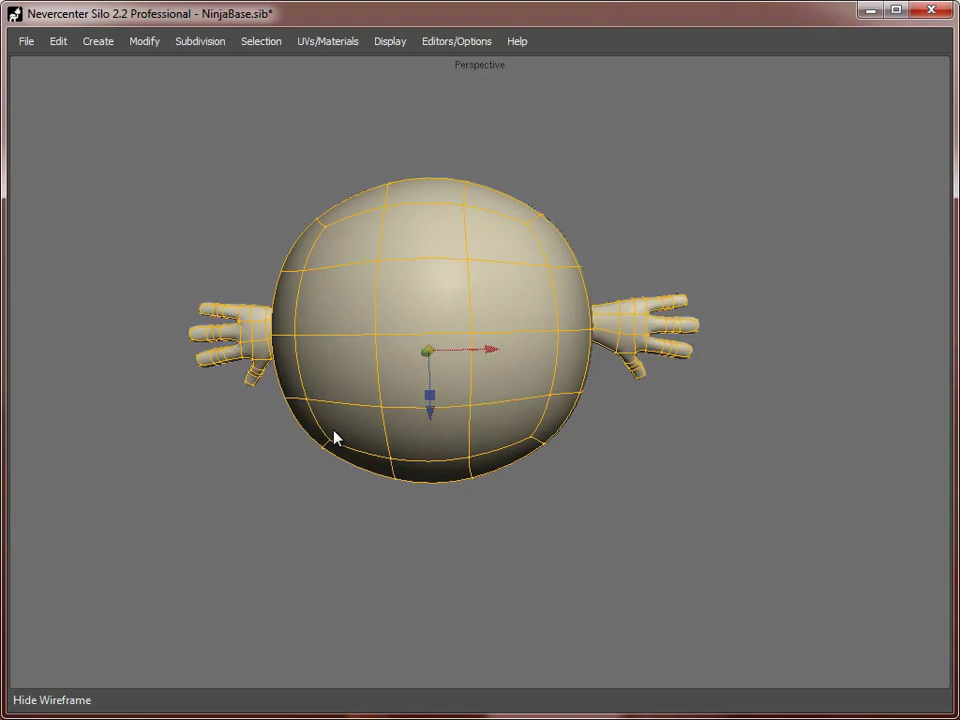 Nevercenter Silo 2.2 Professional - NinjaBase.sib*
File Edit Create Modify Subdivision Selection UVs/Materials Display Editors/Options Help
Perspective
Hide Wireframe